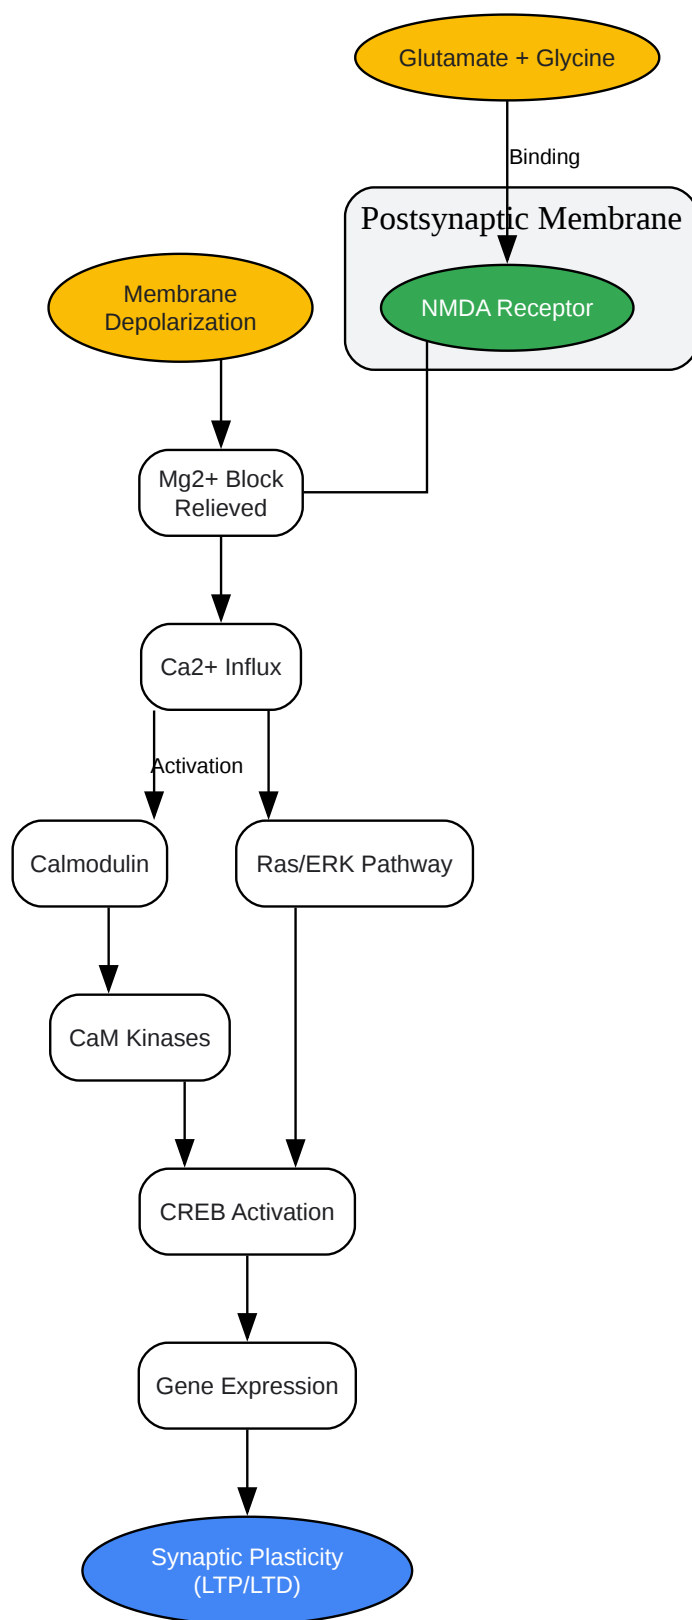 Glutamate + Glycine
Binding
Postsynaptic Membrane
NMDA Receptor
Membrane
Depolarization
Mg2+ Block
Relieved
Ca2+ Influx
Activation
Calmodulin
Ras/ERK Pathway
CaM Kinases
CREB Activation
Gene Expression
Synaptic Plasticity
(LTP/LTD)